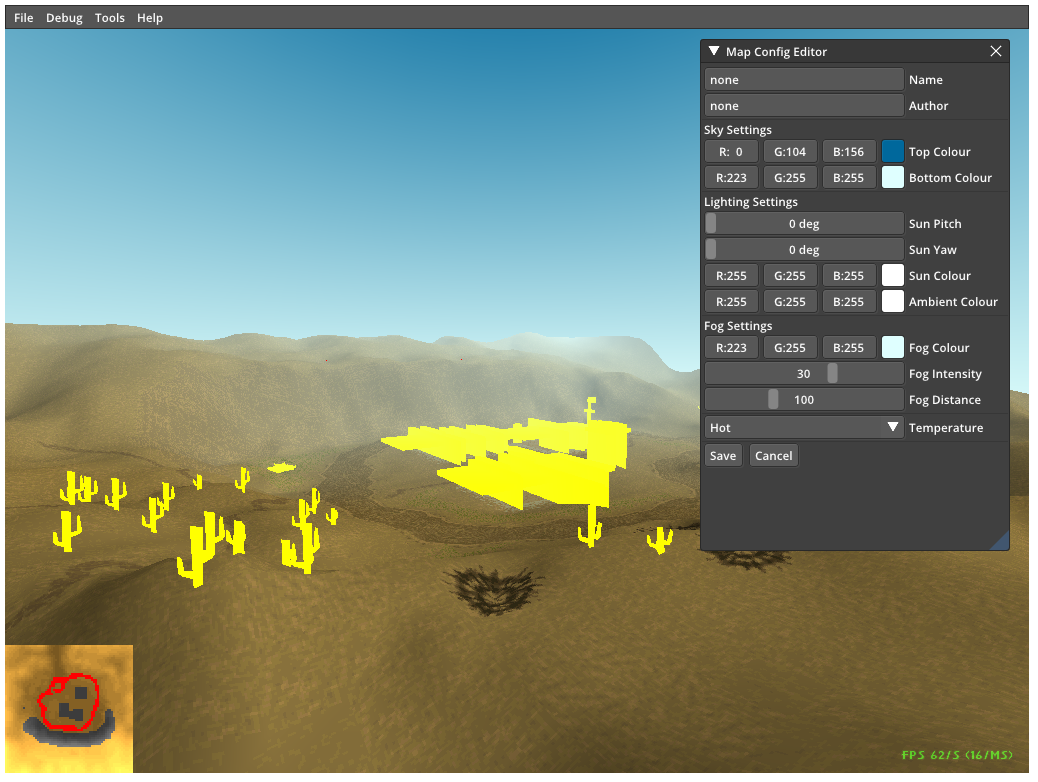 File Debug Tools Help
Map Config Editor
none Name
none Author
Sky Settings
R: 0 G:104 B:156 Top Colour
R:223 G:255 B:255 Bottom Colour
Lighting Settings
0 deg Sun Pitch
0 deg Sun Yaw
R:255 G:255 B:255 Sun Colour
R:255 G:255 B:255 Ambient Colour
Fog Settings
R:223 G:255 B:255 Fog Colour
30 Fog Intensity
100 Fog Distance
Hot Temperature
Save Cancel
FPS 62/S (16/MS)